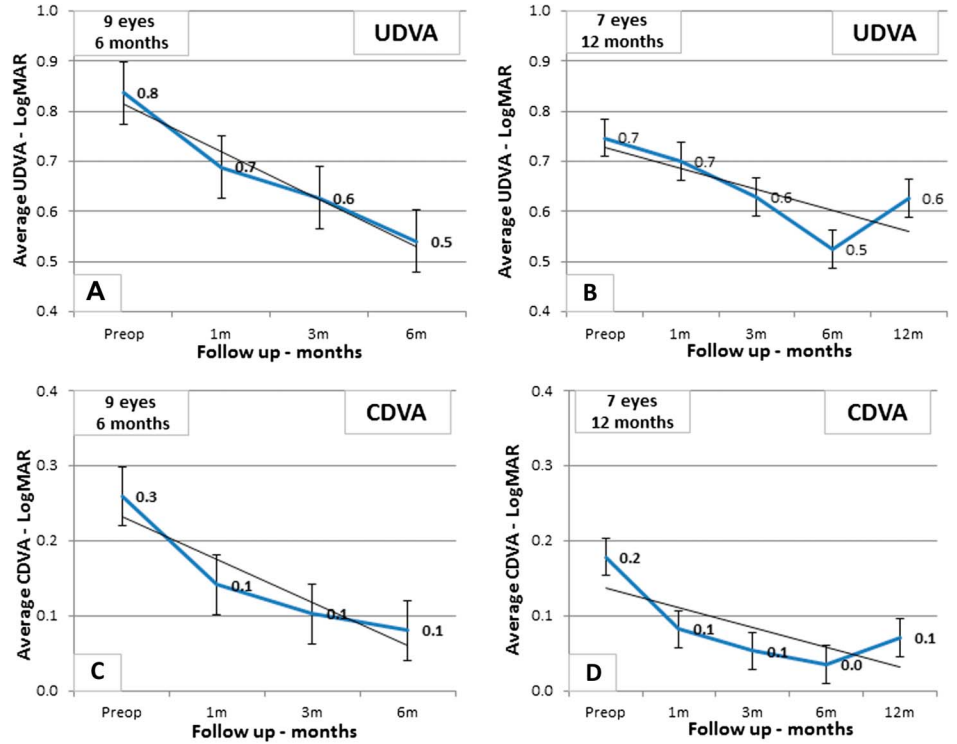 9 eyes
6 months
UDVA
Average UDVA - LogMAR
1.0
0.9
0.8
0.7
0.6
0.5
0.4
0.8
0.7
0.6
0.5
A
Preop 1m 3m 6m
Follow up - months
7 eyes
12 months
UDVA
Average UDVA - LogMAR
1.0
0.9
0.8
0.7
0.6
0.5
0.4
0.7
0.7
0.6
0.5
0.6
B
Preop 1m 3m 6m 12m
Follow up - months
9 eyes
6 months
CDVA
Average CDVA - LogMAR
0.4
0.3
0.2
0.1
0.0
0.3
0.1
0.1
0.1
C
Preop 1m 3m 6m
Follow up - months
7 eyes
12 months
CDVA
Average CDVA - LogMAR
0.4
0.3
0.2
0.1
0.0
0.2
0.1
0.1
0.0
0.1
D
Preop 1m 3m 6m 12m
Follow up - months